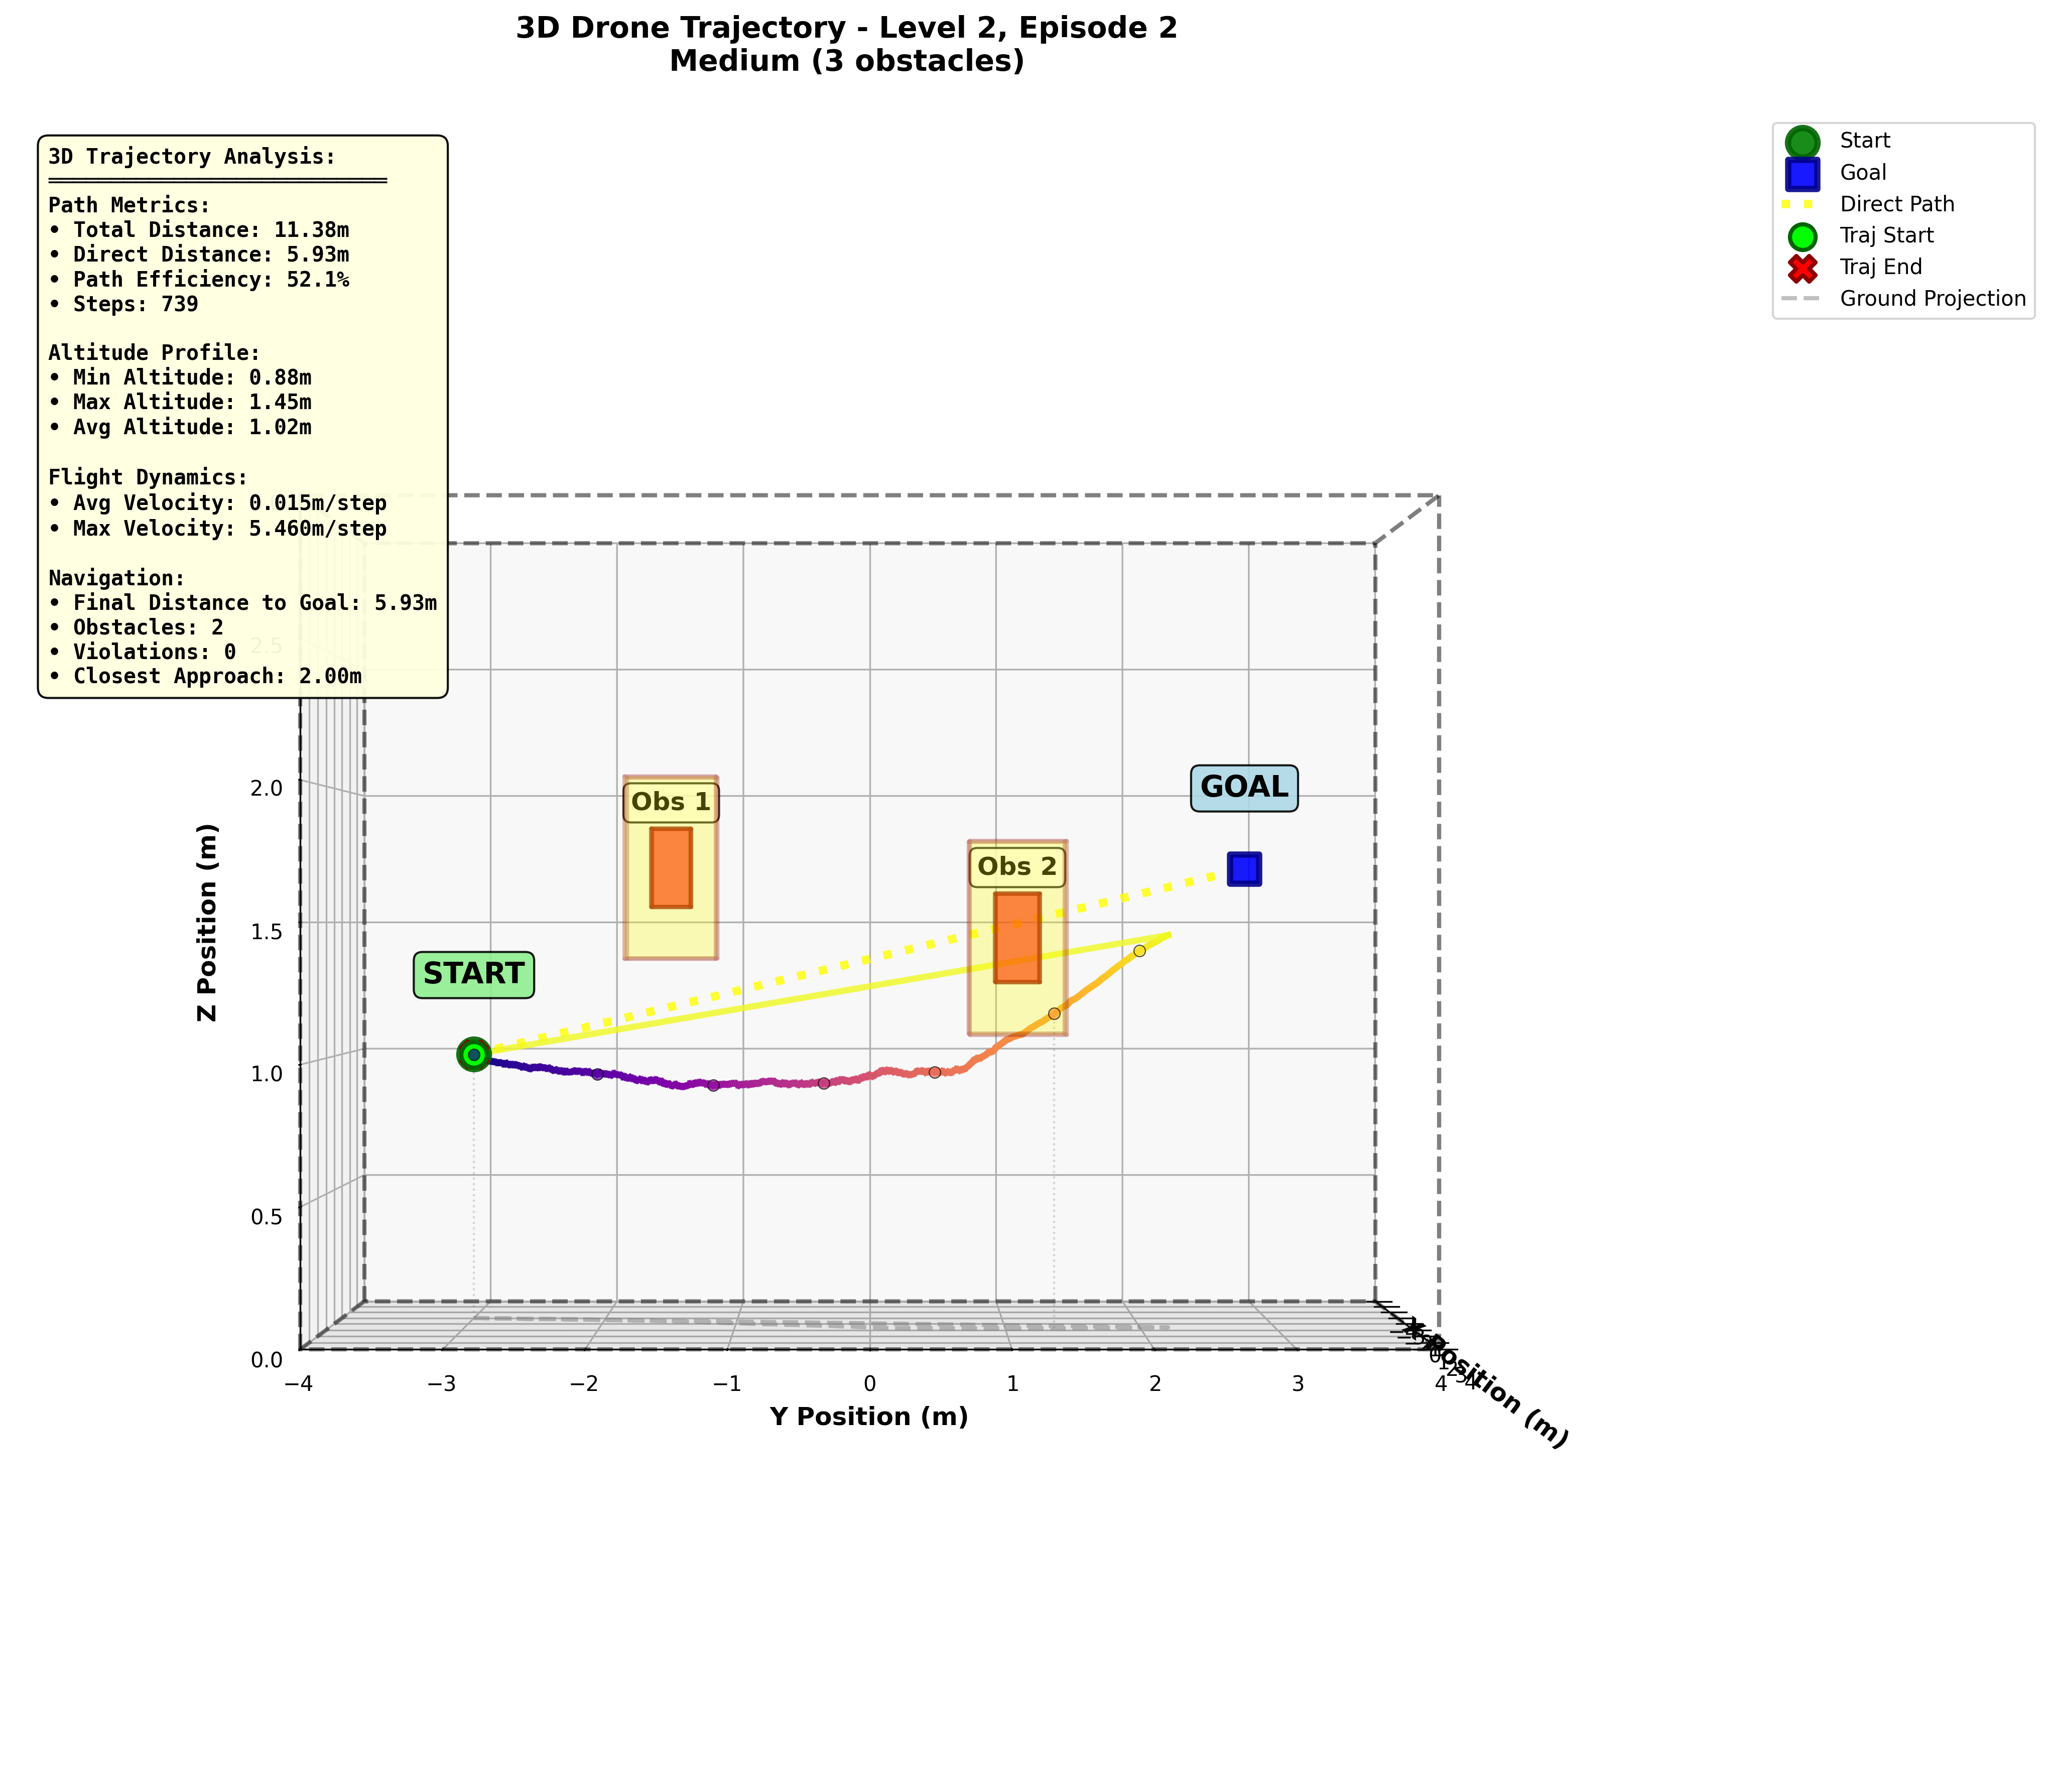 3D Drone Trajectory - Level 2, Episode 2
Medium (3 obstacles)
3D Trajectory Analysis:
Path Metrics:
• Total Distance: 11.38m
• Direct Distance: 5.93m
• Path Efficiency: 52.1%
• Steps: 739
Altitude Profile:
• Min Altitude: 0.88m
• Max Altitude: 1.45m
• Avg Altitude: 1.02m
Flight Dynamics:
• Avg Velocity: 0.015m/step
• Max Velocity: 5.460m/step
Navigation:
• Final Distance to Goal: 5.93m
• Obstacles: 2
• Violations: 0
• Closest Approach: 2.00m
Start
Goal
Direct Path
Traj Start
Traj End
Ground Projection
2.5
2.0
1.5
1.0
0.5
0.0
Z Position (m)
START
Obs 1
Obs 2
GOAL
−4
−3
−2
−1
0
1
2
3
4
Y Position (m)
X Position (m)